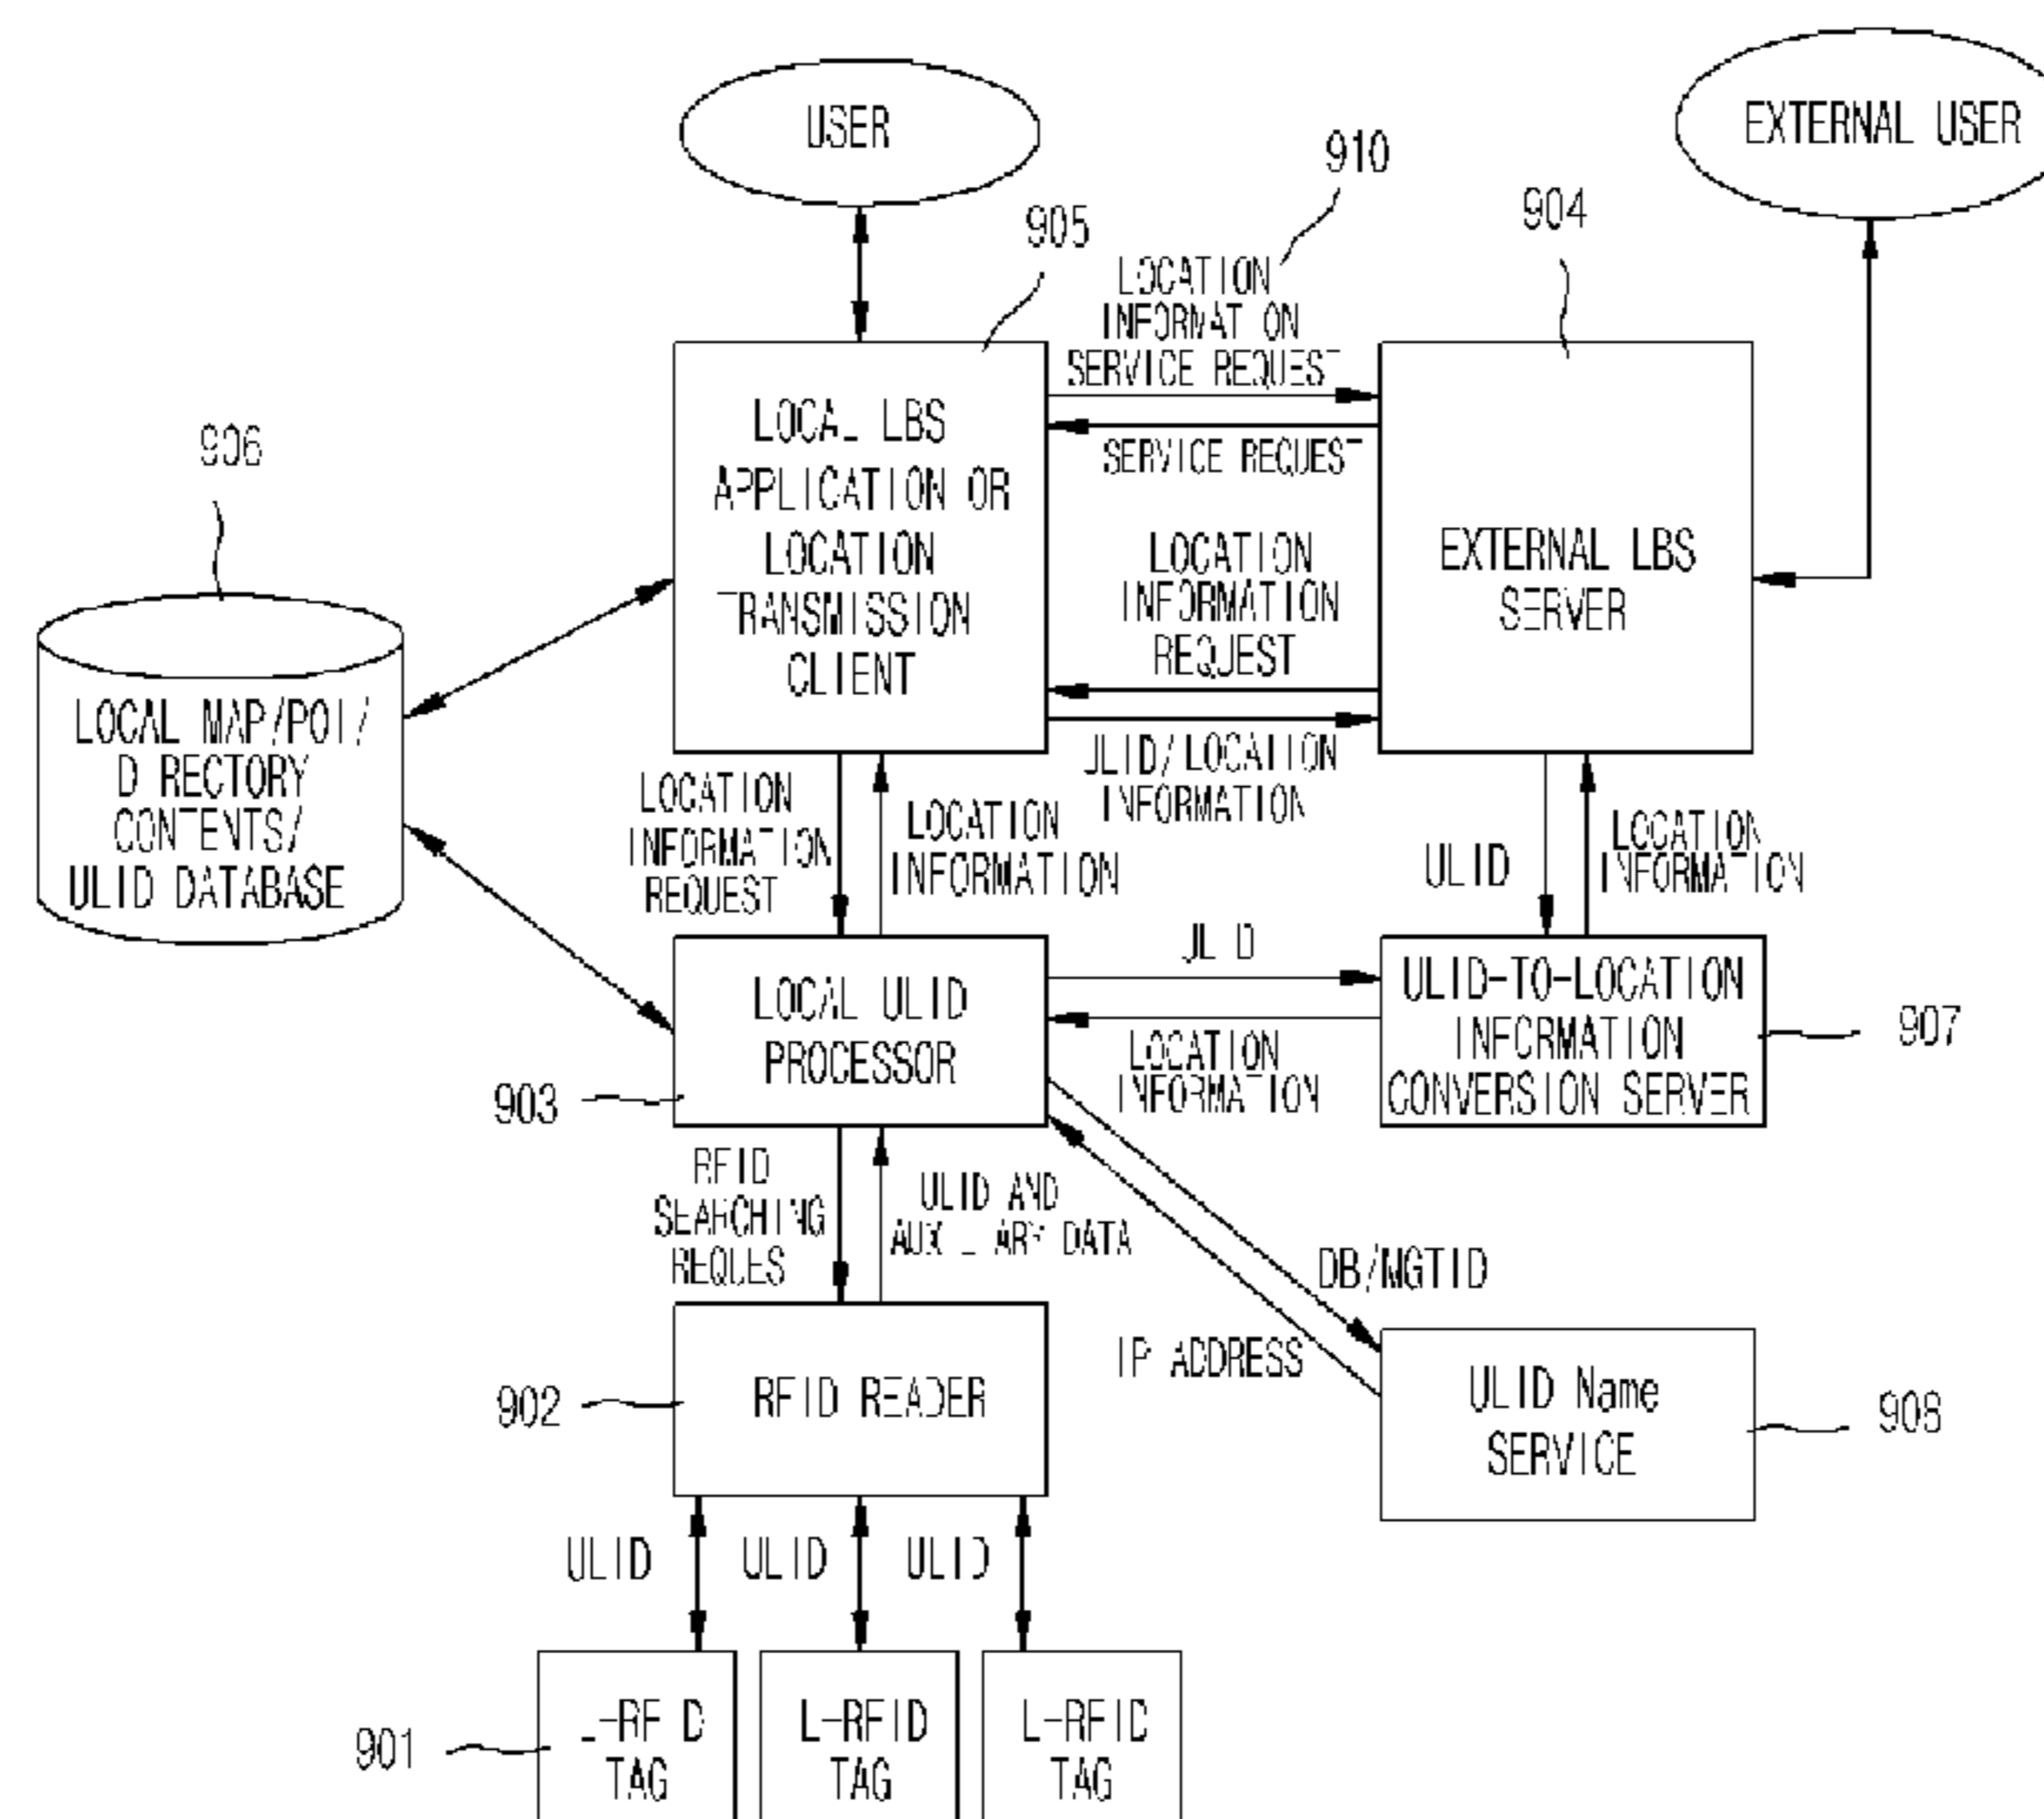 USER
EXTERNAL USER
910
904
905
LOCATION
INFORMATION
SERVICE REQUEST
SERVICE REQUEST
LOCAL LBS
APPLICATION OR
LOCATION
TRANSMISSION
CLIENT
EXTERNAL LBS
SERVER
906
LOCATION
INFORMATION
REQUEST
LOCAL MAP/POI/
DIRECTORY
CONTENTS/
ULID DATABASE
ULID/LOCATION
INFORMATION
LOCATION
INFORMATION
REQUEST
LOCATION
INFORMATION
ULID
LOCATION
INFORMATION
LOCAL ULID
PROCESSOR
903
ULID
LOCATION
INFORMATION
ULID-TO-LOCATION
INFORMATION
CONVERSION SERVER
907
RFID
SEARCHING
REQUES
ULID AND
AUXILIARY DATA
DB/MGTID
IP ADDRESS
RFID READER
902
ULID Name
SERVICE
908
ULID
ULID
ULID
901
L-RFID
TAG
L-RFID
TAG
L-RFID
TAG